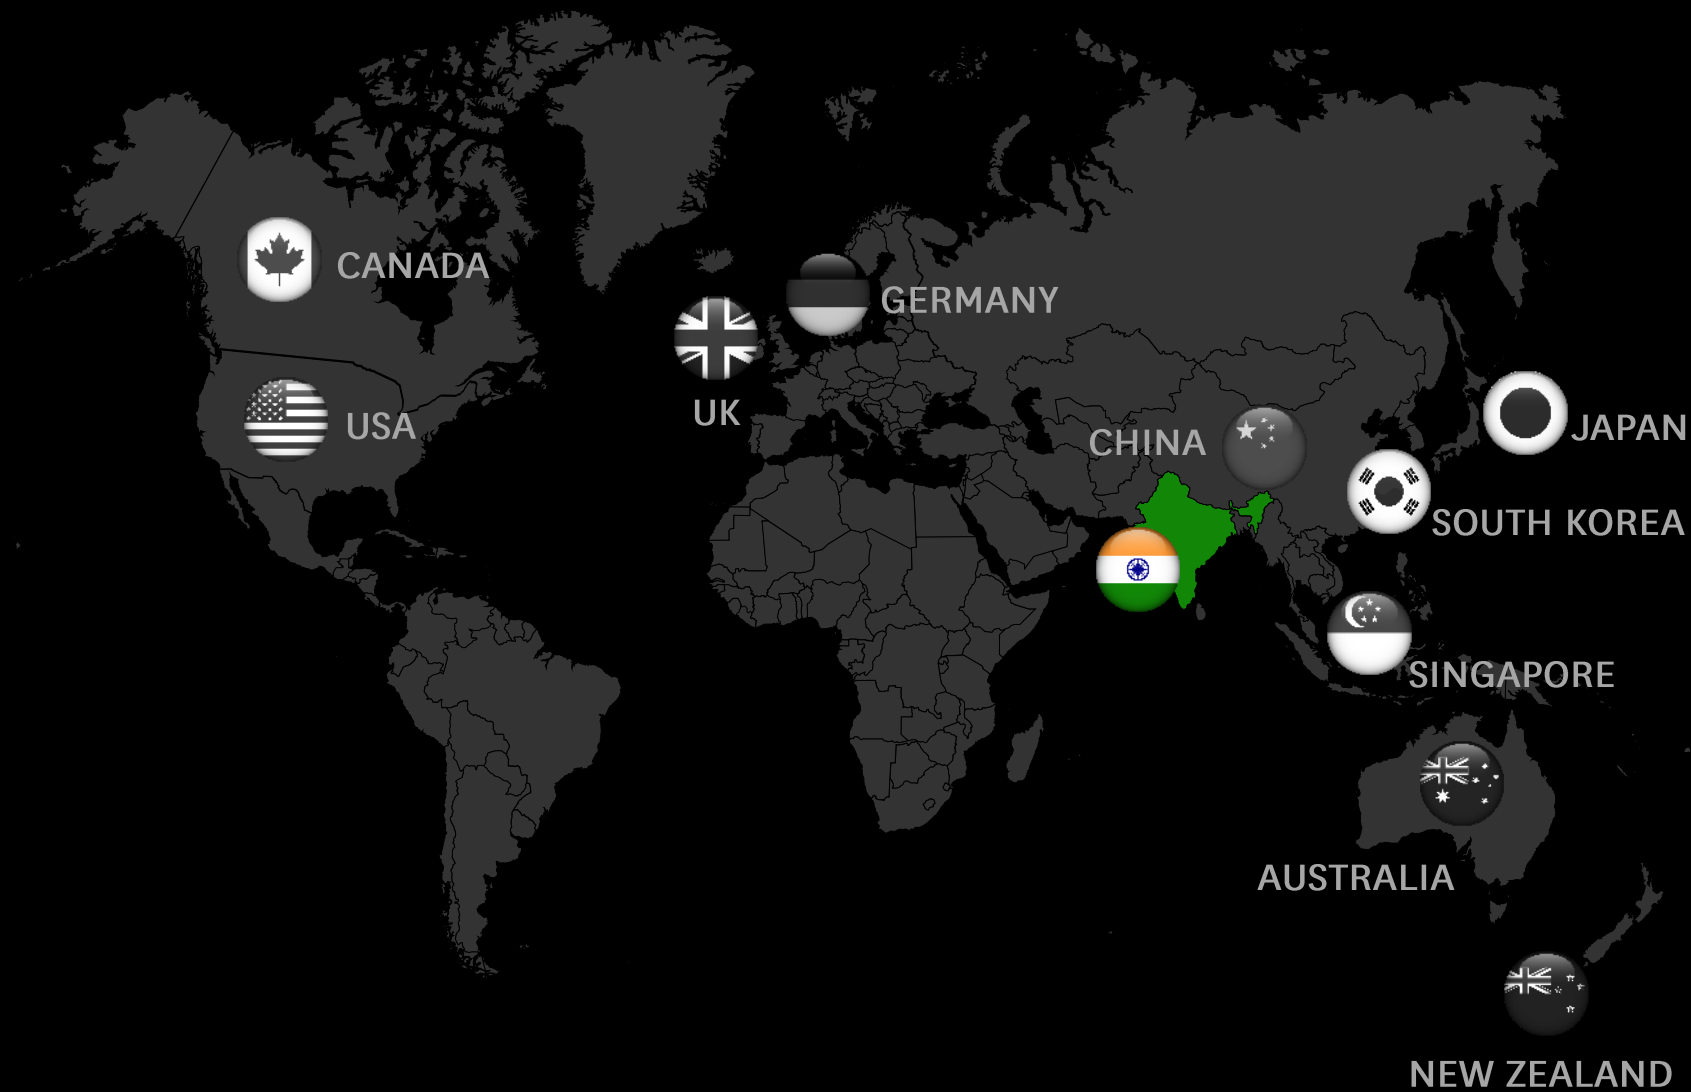 CANADA
GERMANY
UK
USA
CHINA
JAPAN
SOUTH KOREA
SINGAPORE
AUSTRALIA
NEW ZEALAND